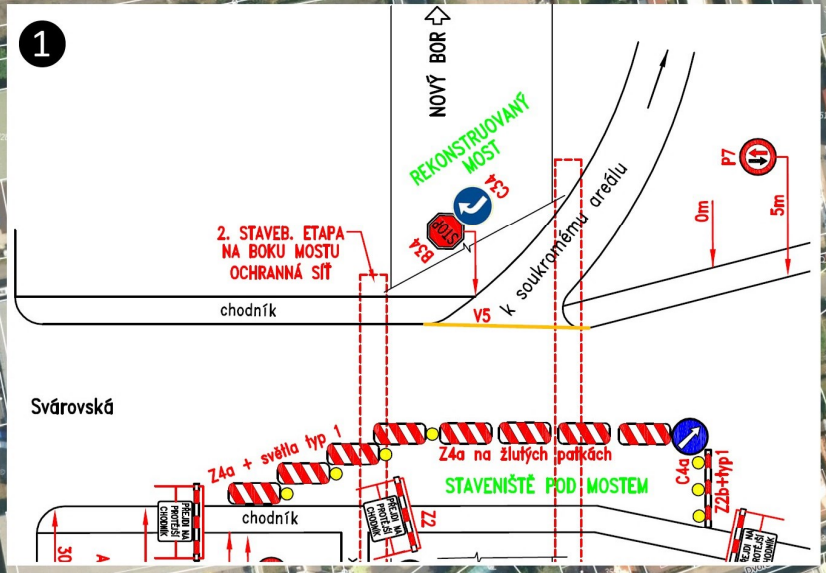 1
NOVÝ BOR
REKONSTRUOVANÝ
MOST
C34
STOP
B34
2. STAVEB. ETAPA
NA BOKU MOSTU
OCHRANNÁ SÍŤ
k soukromému areálu
P7
0m
5m
chodník
V5
Svárovská
Z4a + světla typ 1
Z4a na žlutých patkách
C4a
Z2b+typ1
STAVENIŠTĚ POD MOSTEM
chodník
PŘEJDI NA
PROTĚJŠÍ
CHODNÍK
PŘEJDI NA
PROTĚJŠÍ
CHODNÍK
Z2
PŘEJDI NA
PROTĚJŠÍ
CHODNÍK
30
A